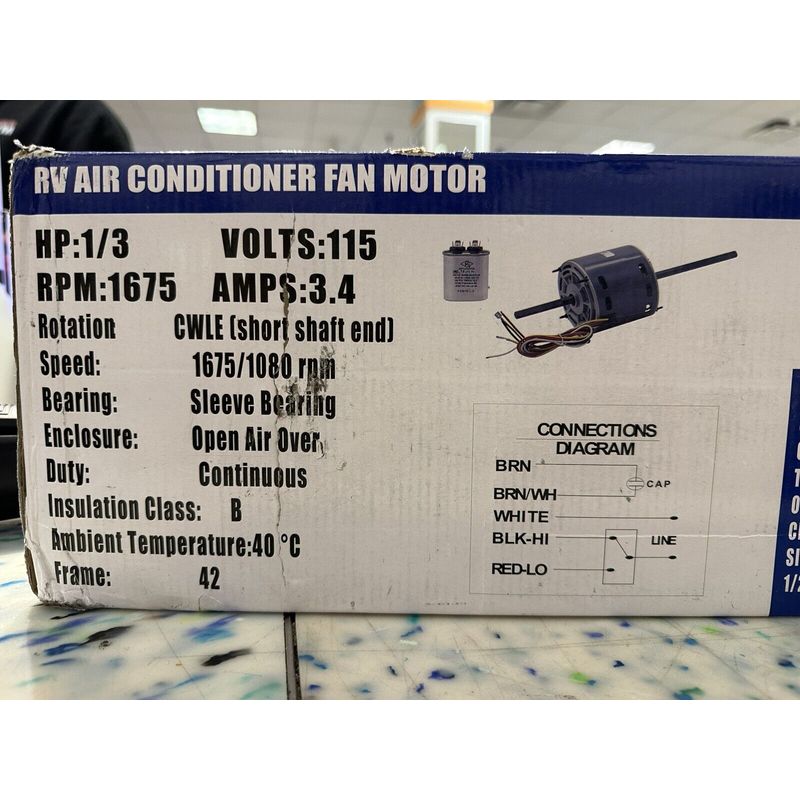 RV AIR CONDITIONER FAN MOTOR
HP:1/3 VOLTS:115
RPM:1675 AMPS:3.4
Rotation CWLE (short shaft end)
Speed: 1675/1080 rpm
Bearing: Sleeve Bearing
Enclosure: Open Air Over
Duty: Continuous
Insulation Class: B
Ambient Temperature:40 °C
Frame: 42
CONNECTIONS
DIAGRAM
BRN
CAP
BRN/WH
WHITE
BLK-HI LINE
RED-LO